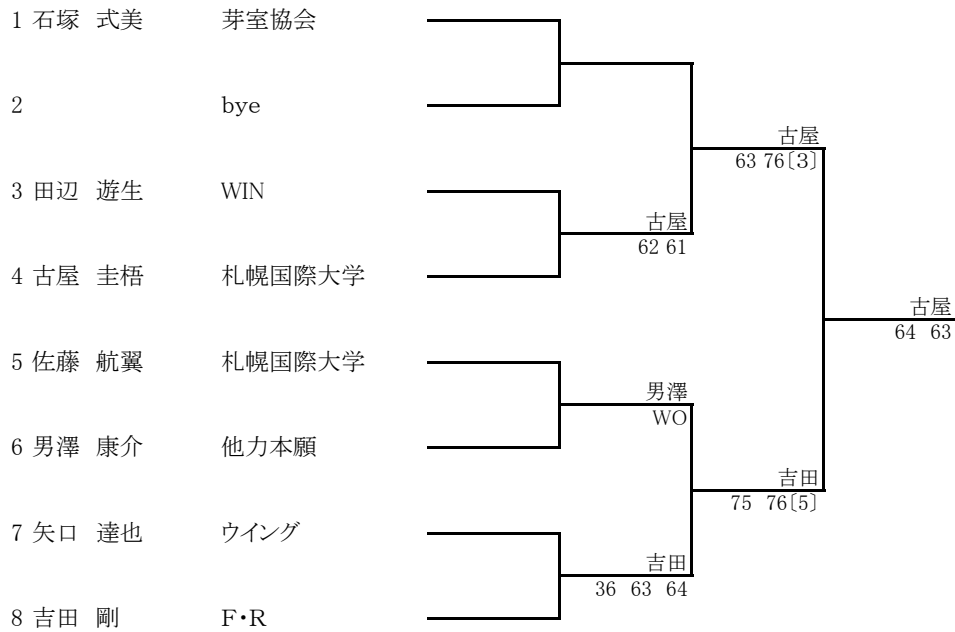 1 石塚 式美 芽室協会
2 bye
古屋
63 76〔3〕
3 田辺 遊生 WIN
古屋
62 61
4 古屋 圭梧 札幌国際大学
古屋
64 63
5 佐藤 航翼 札幌国際大学
男澤
WO
6 男澤 康介 他力本願
吉田
75 76〔5〕
7 矢口 達也 ウイング
吉田
36 63 64
8 吉田 剛 F・R